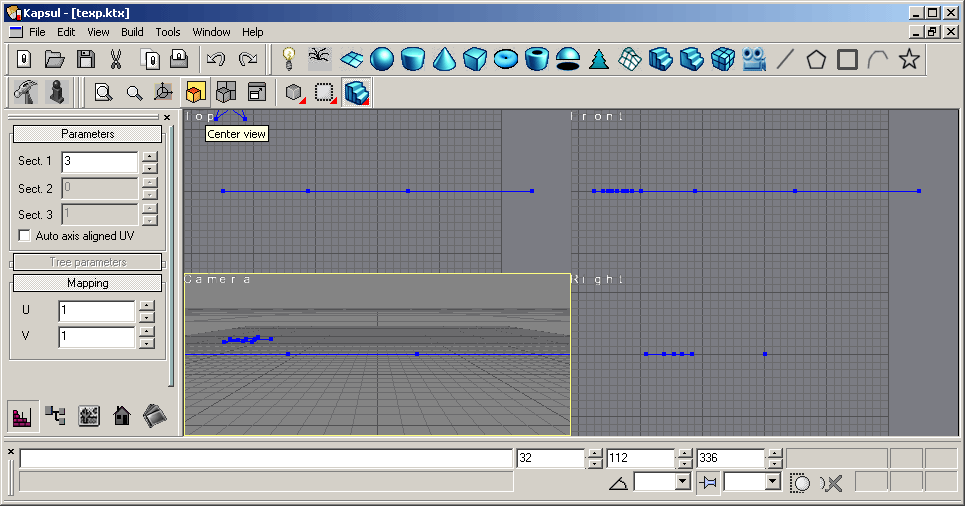 Kapsul - [texp.ktx]
File Edit View Build Tools Window Help
Parameters
Sect. 1 3
Sect. 2 0
Sect. 3 1
Auto axis aligned UV
Tree parameters
Mapping
U 1
V 1
Top
Center view
Front
Camera
Right
32 112 336